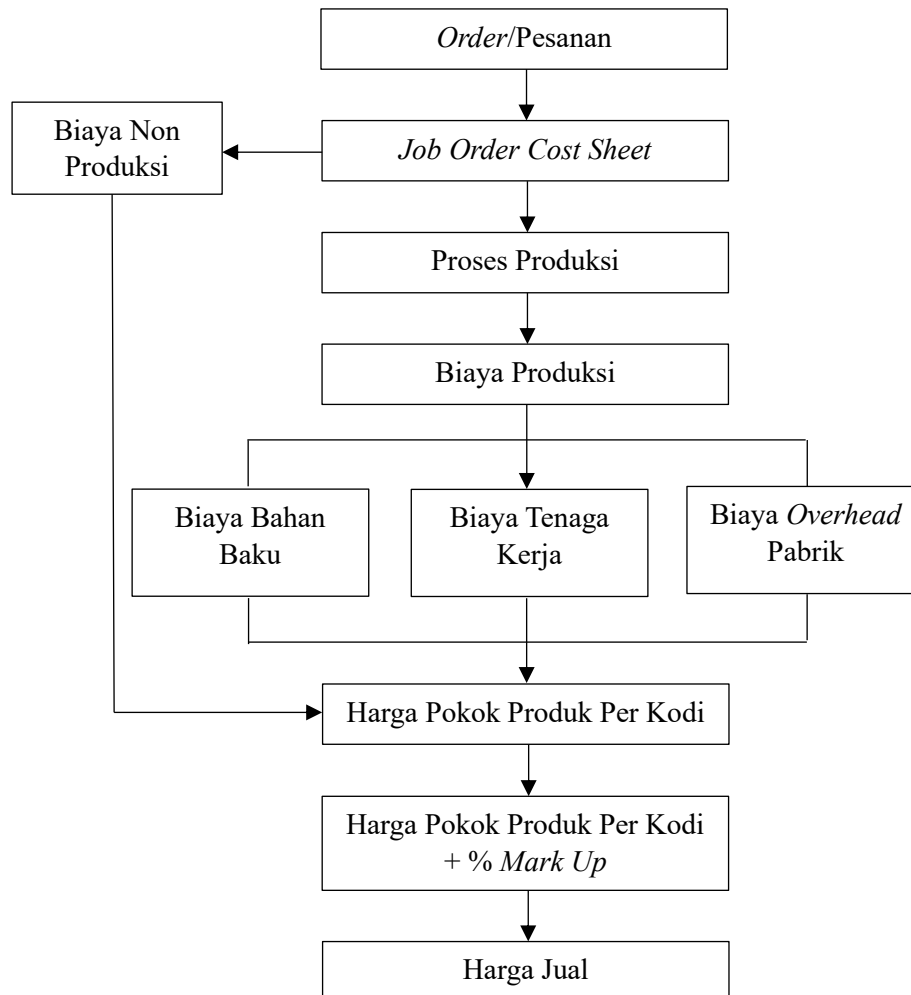 Order/Pesanan
Biaya Non
Produksi
Job Order Cost Sheet
Proses Produksi
Biaya Produksi
Biaya Bahan
Baku
Biaya Tenaga
Kerja
Biaya Overhead
Pabrik
Harga Pokok Produk Per Kodi
Harga Pokok Produk Per Kodi
+ % Mark Up
Harga Jual